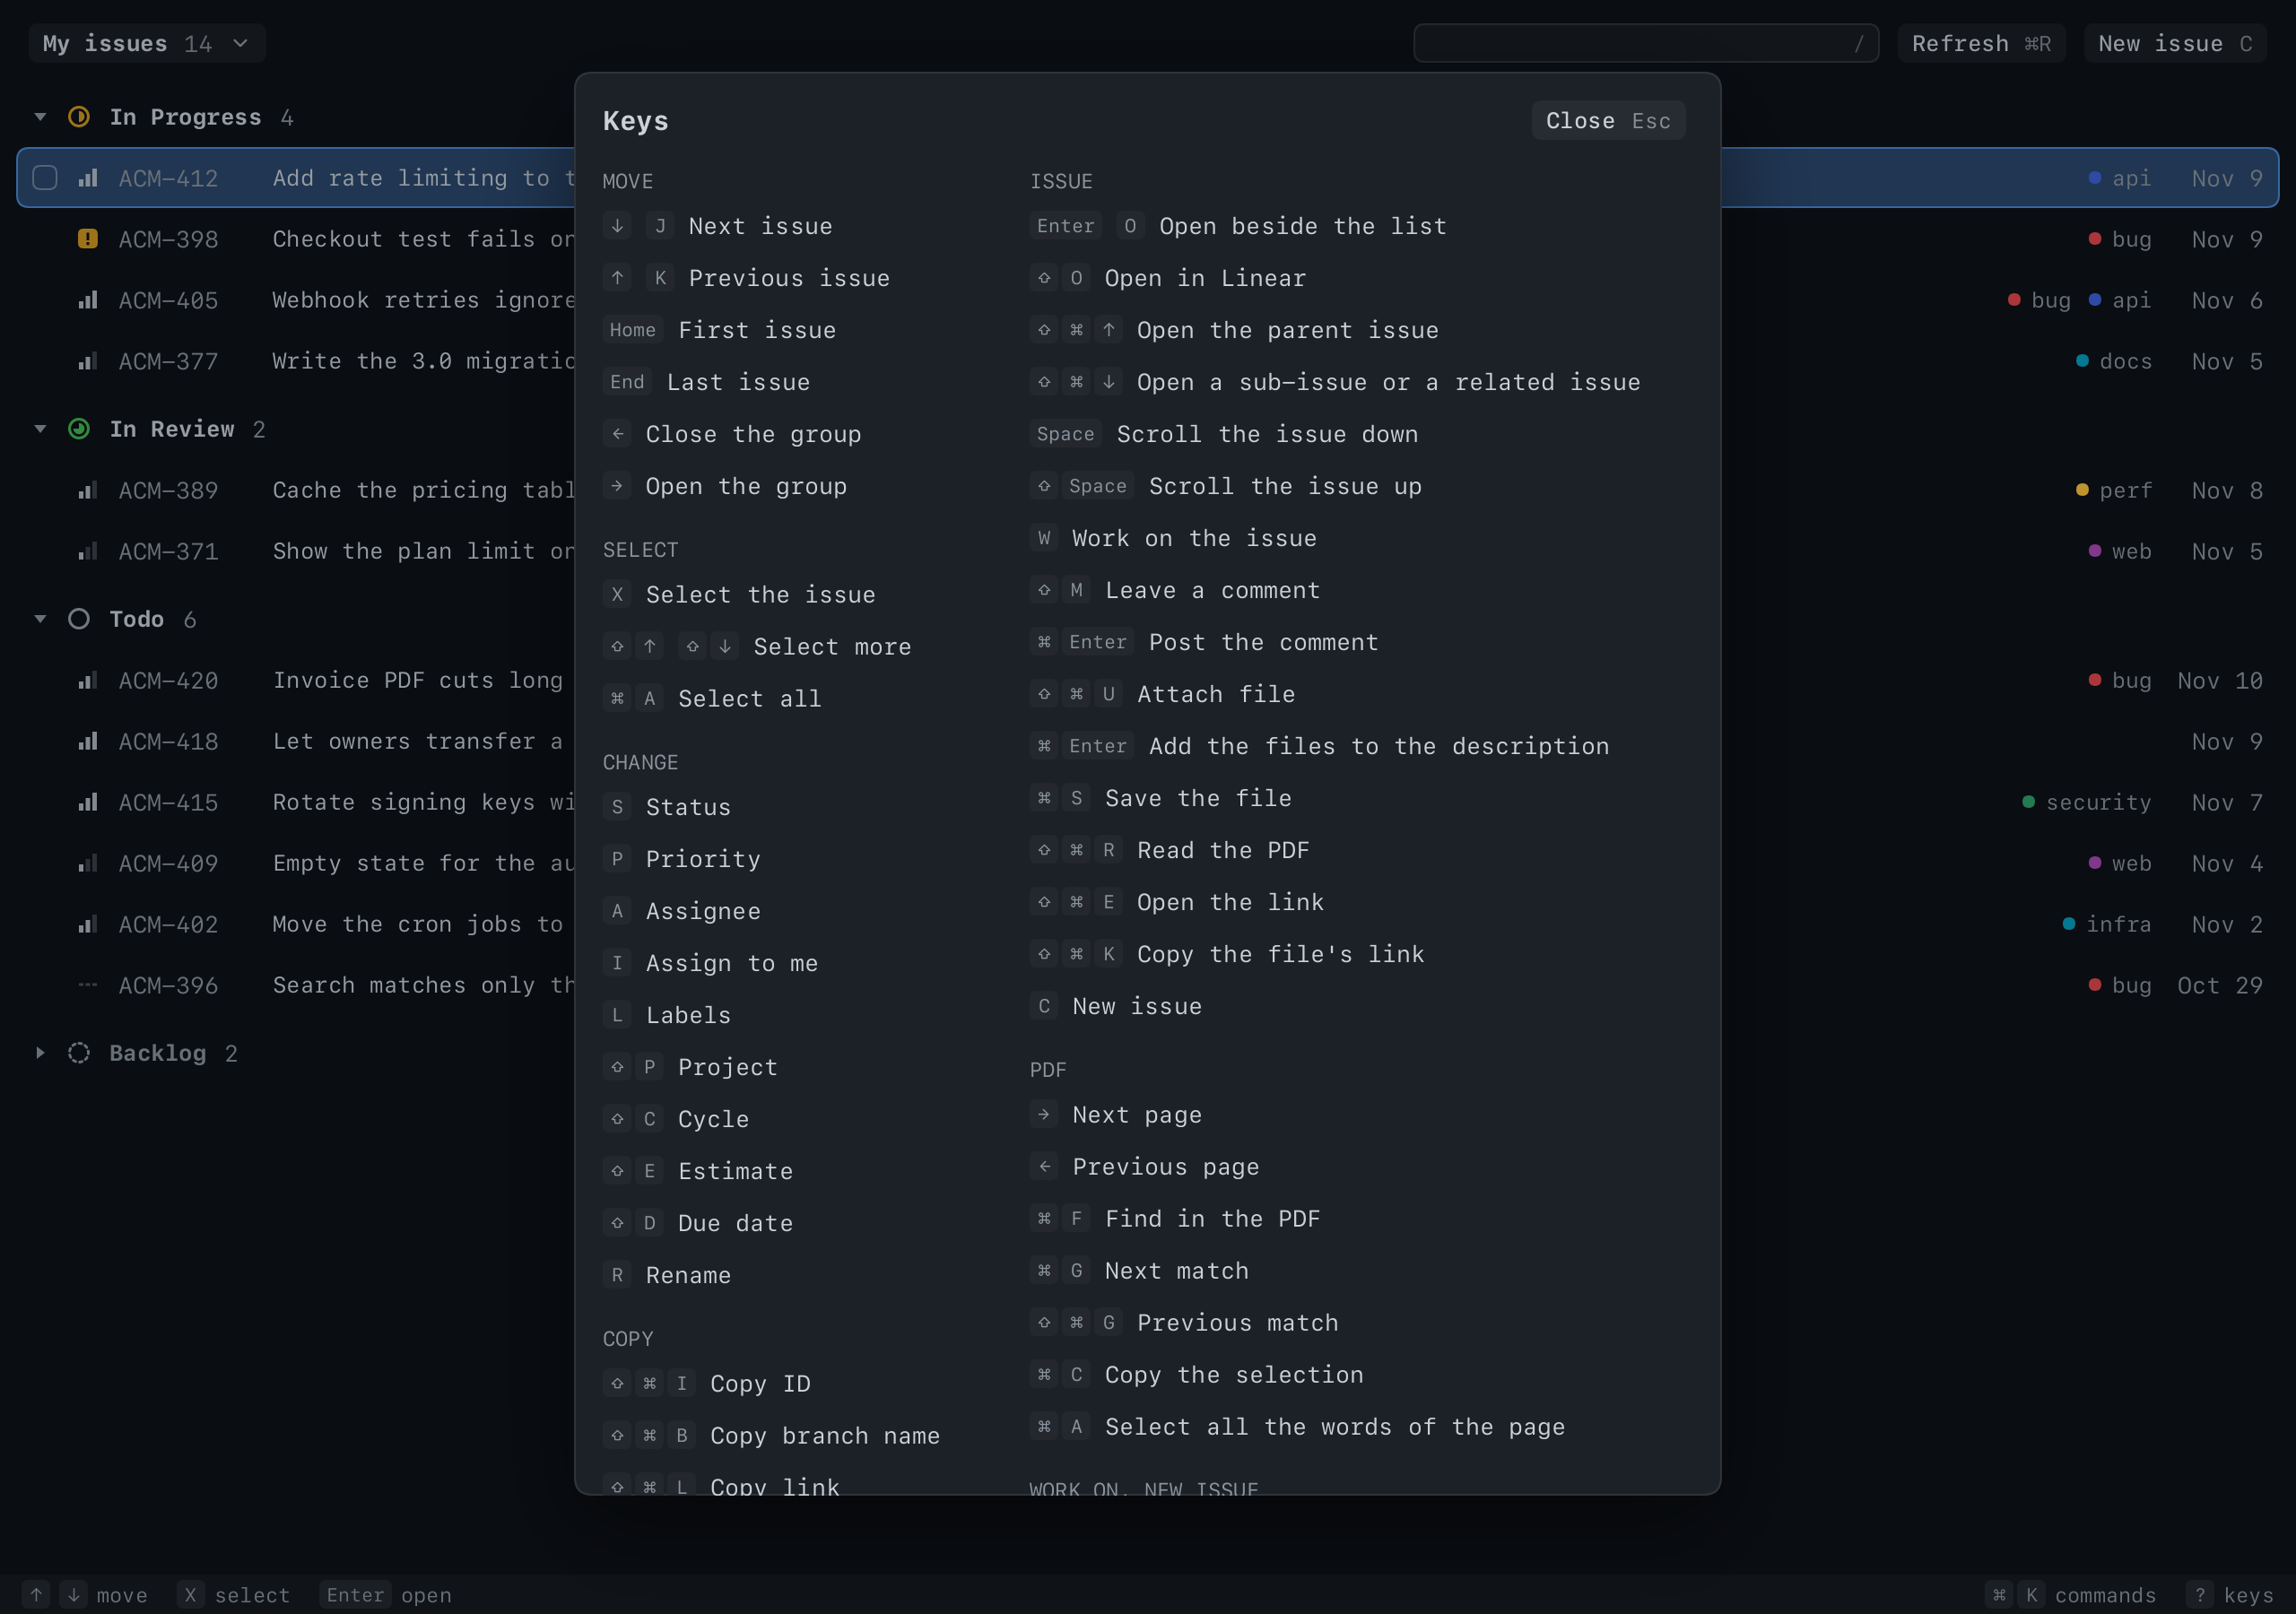 My issues 14
/
Refresh ⌘R
New issue C
In Progress 4
ACM-412 Add rate limiting to t api Nov 9
ACM-398 Checkout test fails on bug Nov 9
ACM-405 Webhook retries ignore bug api Nov 6
ACM-377 Write the 3.0 migratio docs Nov 5
In Review 2
ACM-389 Cache the pricing tabl perf Nov 8
ACM-371 Show the plan limit on web Nov 5
Todo 6
ACM-420 Invoice PDF cuts long bug Nov 10
ACM-418 Let owners transfer a Nov 9
ACM-415 Rotate signing keys wi security Nov 7
ACM-409 Empty state for the au web Nov 4
ACM-402 Move the cron jobs to infra Nov 2
ACM-396 Search matches only th bug Oct 29
Backlog 2
Keys
Close Esc
MOVE
↓ J Next issue
↑ K Previous issue
Home First issue
End Last issue
← Close the group
→ Open the group
SELECT
X Select the issue
⇧ ↑ ⇧ ↓ Select more
⌘ A Select all
CHANGE
S Status
P Priority
A Assignee
I Assign to me
L Labels
⇧ P Project
⇧ C Cycle
⇧ E Estimate
⇧ D Due date
R Rename
COPY
⇧ ⌘ I Copy ID
⇧ ⌘ B Copy branch name
⇧ ⌘ L Copy link
ISSUE
Enter O Open beside the list
⇧ O Open in Linear
⇧ ⌘ ↑ Open the parent issue
⇧ ⌘ ↓ Open a sub-issue or a related issue
Space Scroll the issue down
⇧ Space Scroll the issue up
W Work on the issue
⇧ M Leave a comment
⌘ Enter Post the comment
⇧ ⌘ U Attach file
⌘ Enter Add the files to the description
⌘ S Save the file
⇧ ⌘ R Read the PDF
⇧ ⌘ E Open the link
⇧ ⌘ K Copy the file's link
C New issue
PDF
→ Next page
← Previous page
⌘ F Find in the PDF
⌘ G Next match
⇧ ⌘ G Previous match
⌘ C Copy the selection
⌘ A Select all the words of the page
WORK ON, NEW ISSUE
↑ ↓ move X select Enter open
⌘ K commands ? keys